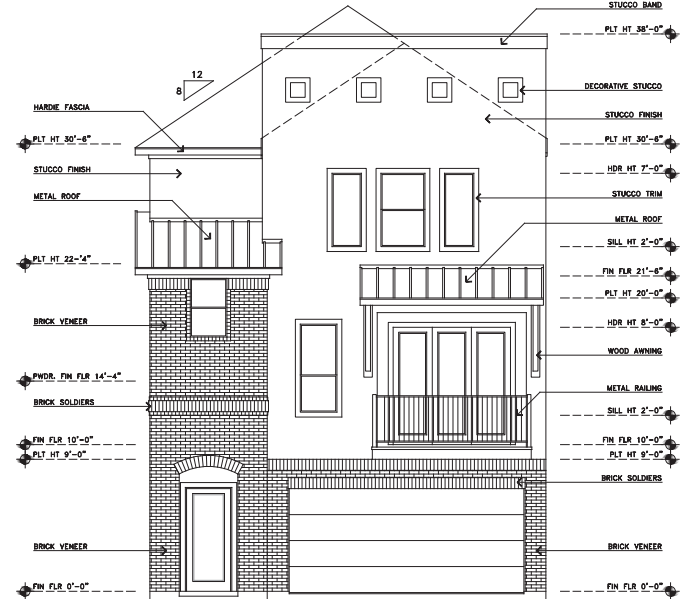 STUCCO BAND
PLT HT 38'-0"
12
8
DECORATIVE STUCCO
HARDIE FASCIA
STUCCO FINISH
PLT HT 30'-6"
PLT HT 30'-6"
STUCCO FINISH
HDR HT 7'-0"
METAL ROOF
STUCCO TRIM
METAL ROOF
SILL HT 2'-0"
PLT HT 22'-'4"
FIN FLR 21'-6"
PLT HT 20'-0"
BRICK VENEER
HDR HT 8'-0"
WOOD AWNING
PWDR. FIN FLR 14'-4"
METAL RAILING
BRICK SOLDIERS
SILL HT 2'-0"
FIN FLR 10'-0"
FIN FLR 10'-0"
PLT HT 9'-0"
PLT HT 9'-0"
BRICK SOLDIERS
BRICK VENEER
BRICK VENEER
FIN FLR 0'-0"
FIN FLR 0'-0"